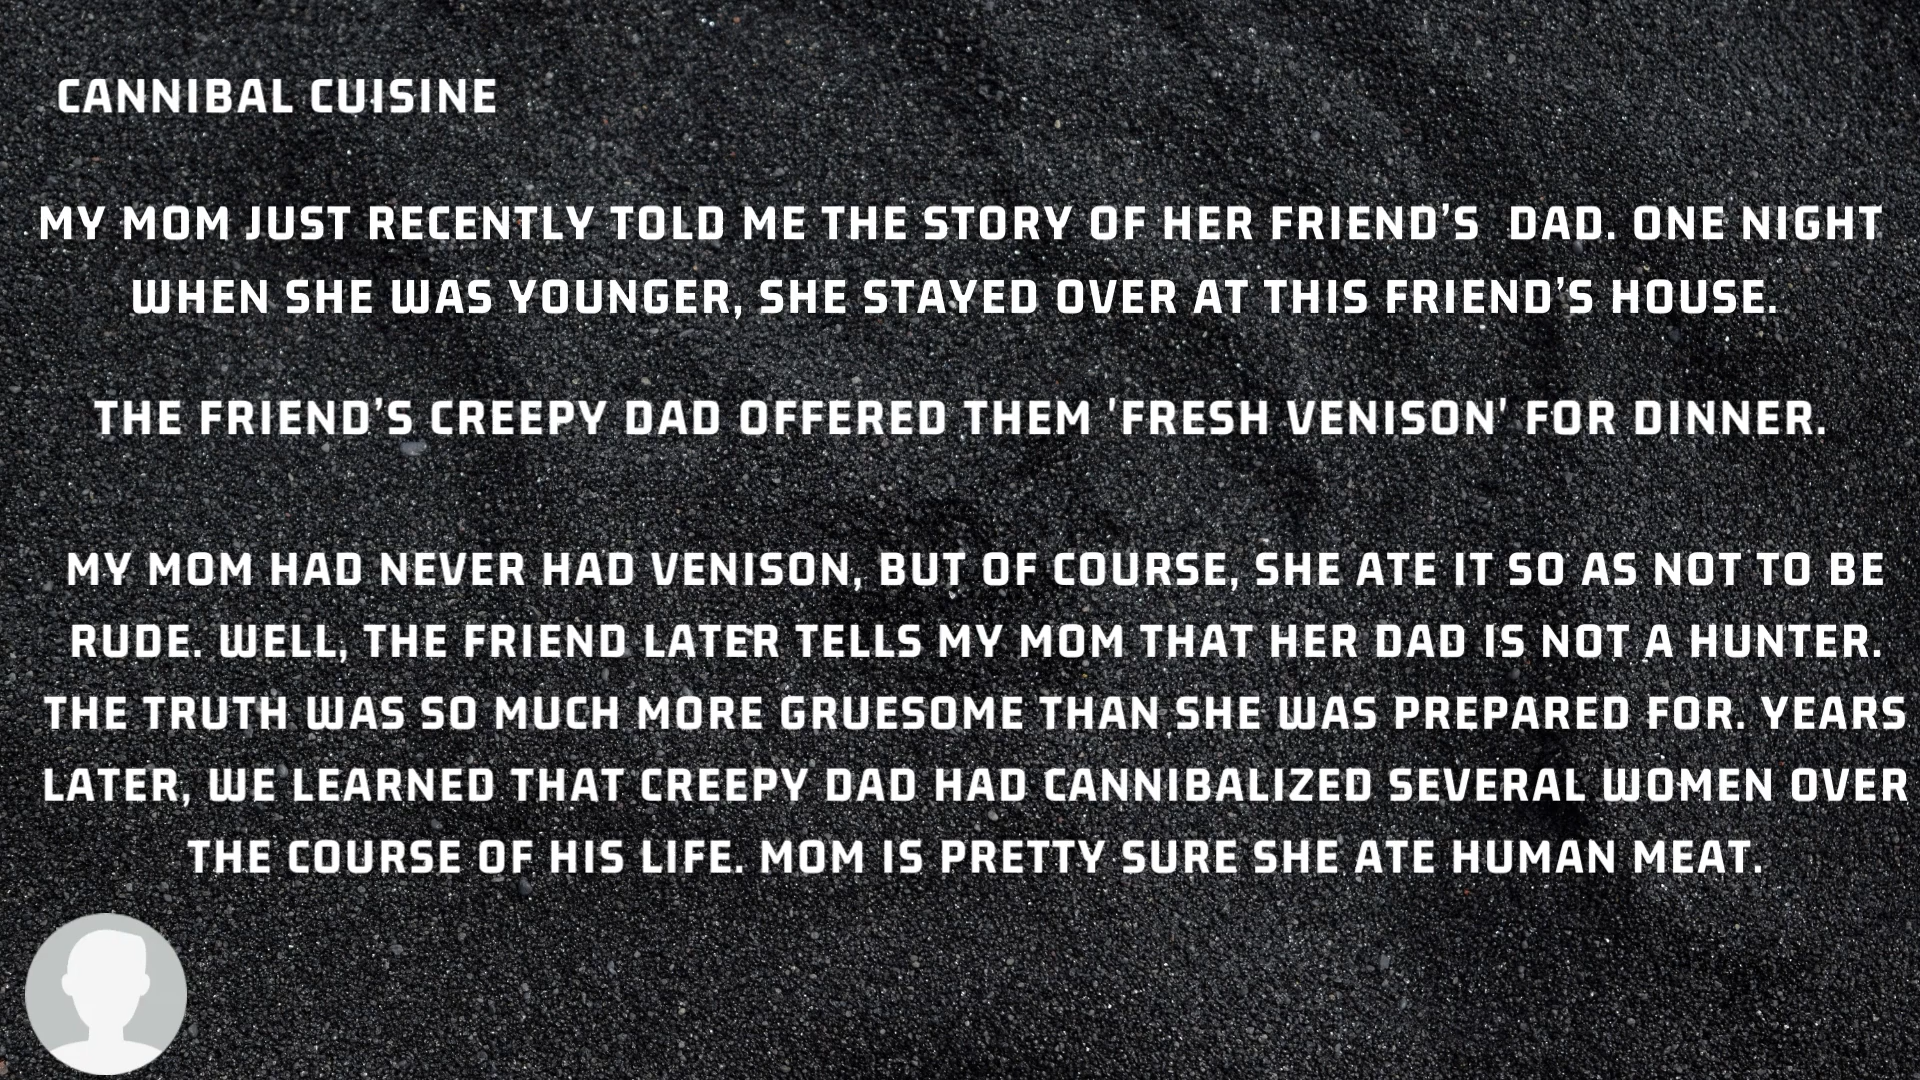 CANNIBAL CUISINE
MY MOM JUST RECENTLY TOLD ME THE STORY OF HER FRIEND’S  DAD. ONE NIGHT
WHEN SHE WAS YOUNGER, SHE STAYED OVER AT THIS FRIEND’S HOUSE.
THE FRIEND’S CREEPY DAD OFFERED THEM 'FRESH VENISON' FOR DINNER.
MY MOM HAD NEVER HAD VENISON, BUT OF COURSE, SHE ATE IT SO AS NOT TO BE
RUDE. WELL, THE FRIEND LATER TELLS MY MOM THAT HER DAD IS NOT A HUNTER.
THE TRUTH WAS SO MUCH MORE GRUESOME THAN SHE WAS PREPARED FOR. YEARS
LATER, WE LEARNED THAT CREEPY DAD HAD CANNIBALIZED SEVERAL WOMEN OVER
THE COURSE OF HIS LIFE. MOM IS PRETTY SURE SHE ATE HUMAN MEAT.